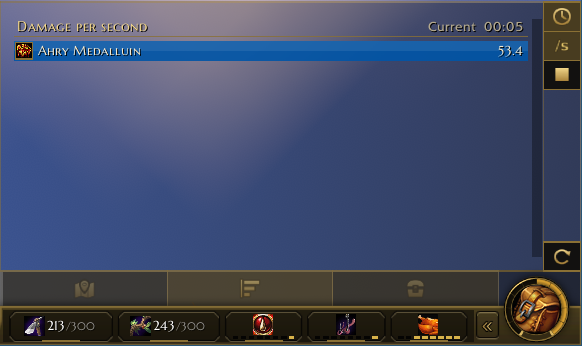 Damage per second Current 00:05
Ahry Medalluin 53.4
/s
213/300 243/300 «